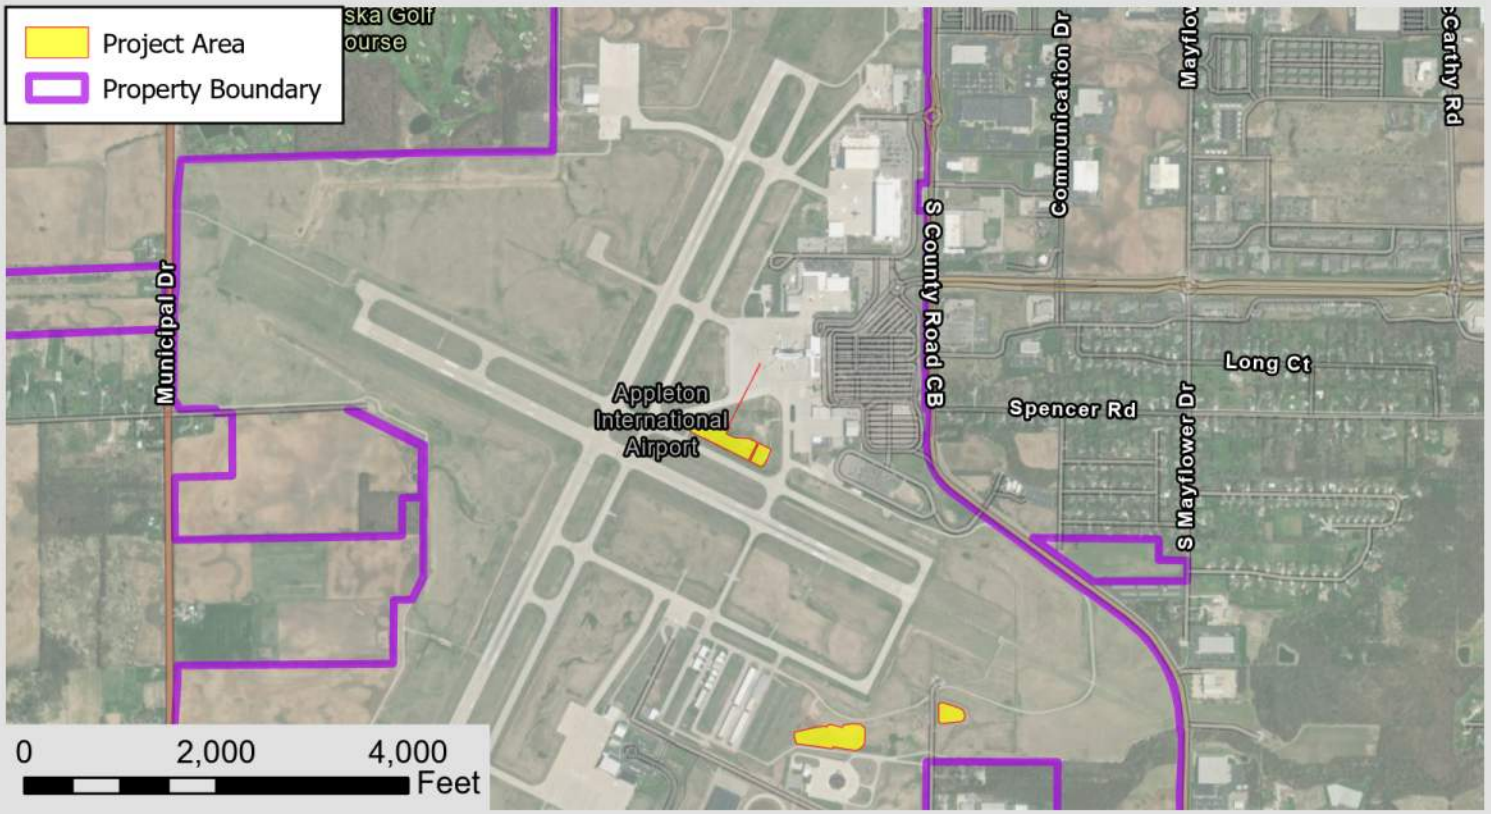 Project Area
Property Boundary
ska Golf
ourse
Communication Dr
Mayflow
cCarthy Rd
Municipal Dr
S County Road CB
Long Ct
Spencer Rd
S Mayflower Dr
Appleton
International
Airport
0 2,000 4,000
Feet